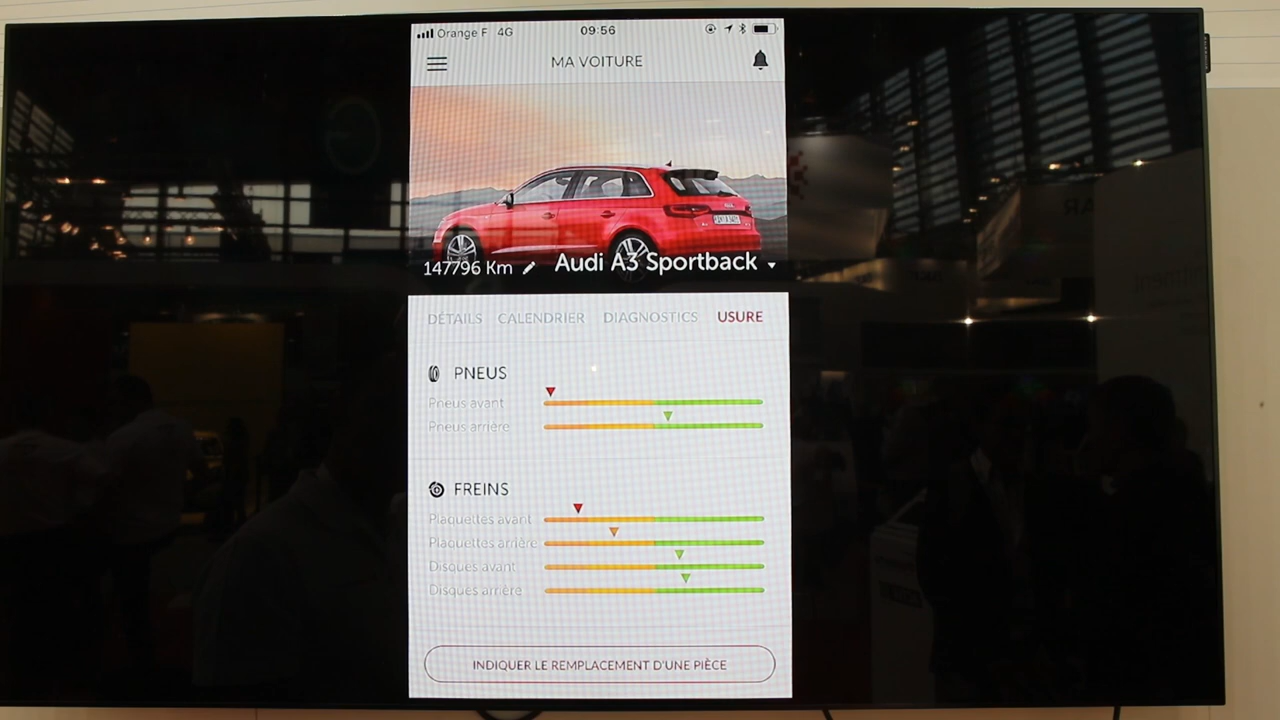 Orange F 4G 09:56
MA VOITURE
147796 Km Audi A3 Sportback
DÉTAILS CALENDRIER DIAGNOSTICS USURE
PNEUS
Pneus avant
Pneus arrière
FREINS
Plaquettes avant
Plaquettes arrière
Disques avant
Disques arrière
INDIQUER LE REMPLACEMENT D'UNE PIÈCE